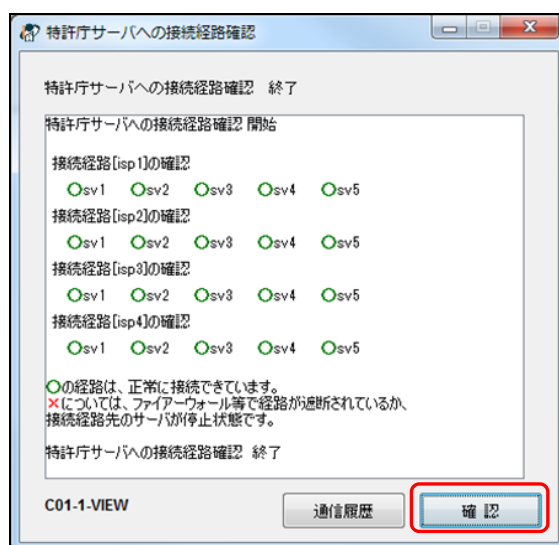 特許庁サーバへの接続経路確認
特許庁サーバへの接続経路確認 終了
特許庁サーバへの接続経路確認 開始
接続経路[isp1]の確認
○sv1 ○sv2 ○sv3 ○sv4 ○sv5
接続経路[isp2]の確認
○sv1 ○sv2 ○sv3 ○sv4 ○sv5
接続経路[isp3]の確認
○sv1 ○sv2 ○sv3 ○sv4 ○sv5
接続経路[isp4]の確認
○sv1 ○sv2 ○sv3 ○sv4 ○sv5
○の経路は、正常に接続できています。
×については、ファイアーウォール等で経路が遮断されているか、
接続経路先のサーバが停止状態です。
特許庁サーバへの接続経路確認 終了
C01-1-VIEW 通信履歴 確 認